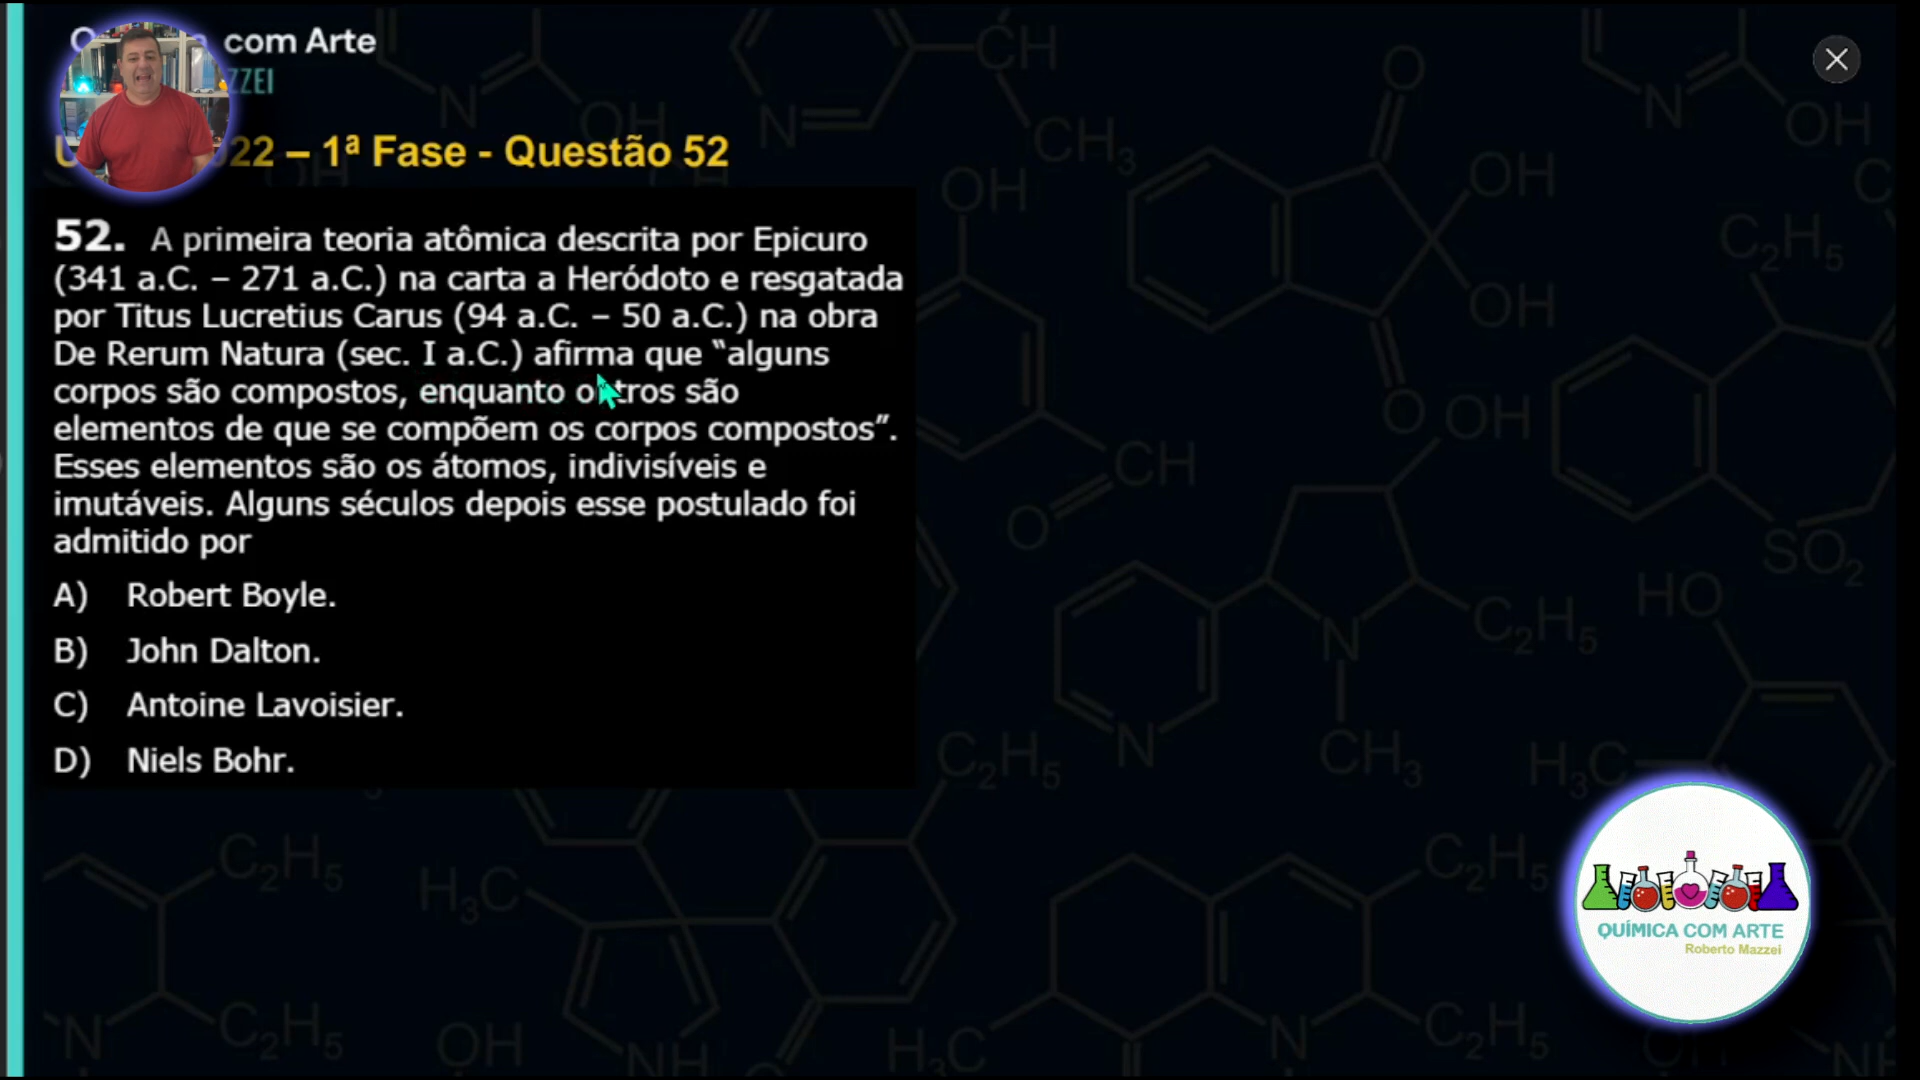 com Arte
ZZEI
22 – 1ª Fase - Questão 52
52. A primeira teoria atômica descrita por Epicuro
(341 a.C. – 271 a.C.) na carta a Heródoto e resgatada
por Titus Lucretius Carus (94 a.C. – 50 a.C.) na obra
De Rerum Natura (sec. I a.C.) afirma que “alguns
corpos são compostos, enquanto outros são
elementos de que se compõem os corpos compostos”.
Esses elementos são os átomos, indivisíveis e
imutáveis. Alguns séculos depois esse postulado foi
admitido por
A) Robert Boyle.
B) John Dalton.
C) Antoine Lavoisier.
D) Niels Bohr.
QUÍMICA COM ARTE
Roberto Mazzei